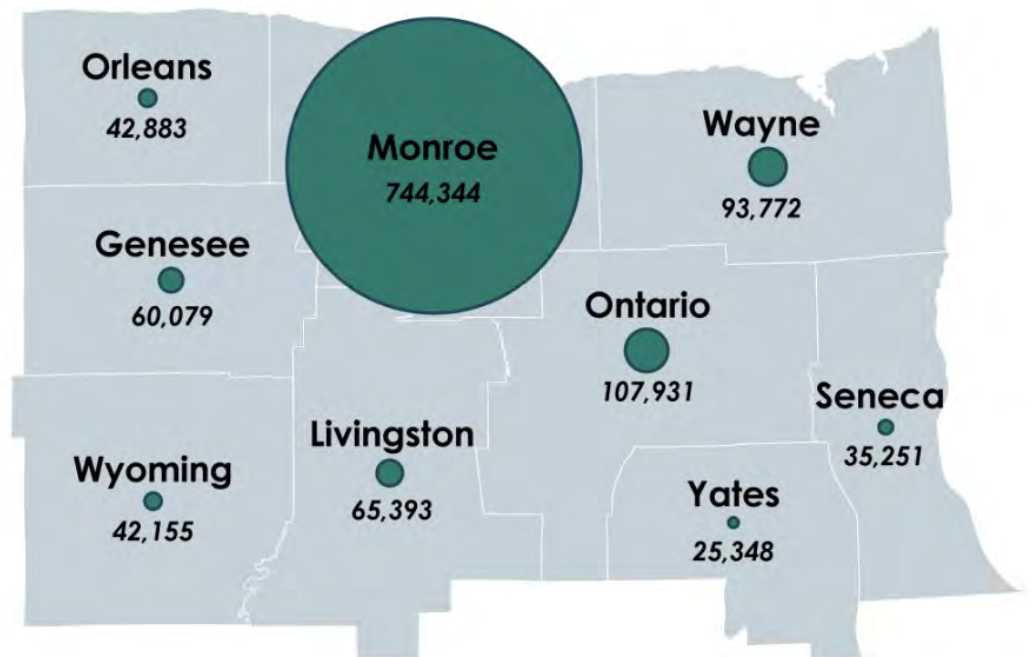 Orleans
42,883
Monroe
744,344
Wayne
93,772
Genesee
60,079
Ontario
107,931
Seneca
35,251
Livingston
65,393
Wyoming
42,155
Yates
25,348